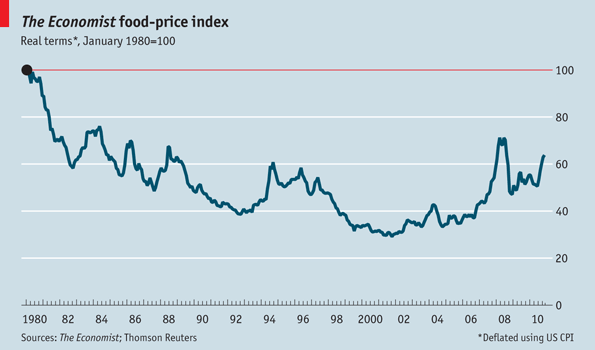 The Economist food-price index
Real terms*, January 1980=100
100
80
60
40
20
0
1980 82 84 86 88 90 92 94 96 98 2000 02 04 06 08 10
Sources: The Economist; Thomson Reuters *Deflated using US CPI